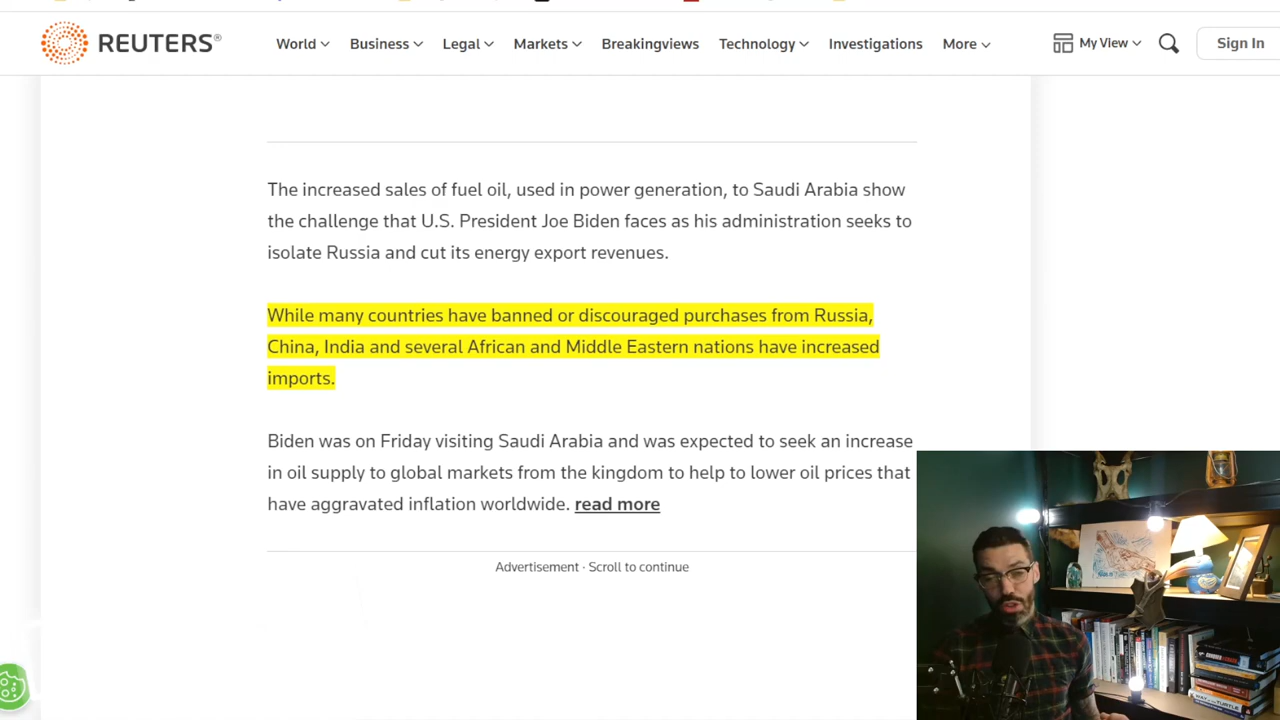 REUTERS®
World Business Legal Markets Breakingviews Technology Investigations More My View Sign In
The increased sales of fuel oil, used in power generation, to Saudi Arabia show
the challenge that U.S. President Joe Biden faces as his administration seeks to
isolate Russia and cut its energy export revenues.
While many countries have banned or discouraged purchases from Russia,
China, India and several African and Middle Eastern nations have increased
imports.
Biden was on Friday visiting Saudi Arabia and was expected to seek an increase
in oil supply to global markets from the kingdom to help to lower oil prices that
have aggravated inflation worldwide. read more
Advertisement · Scroll to continue